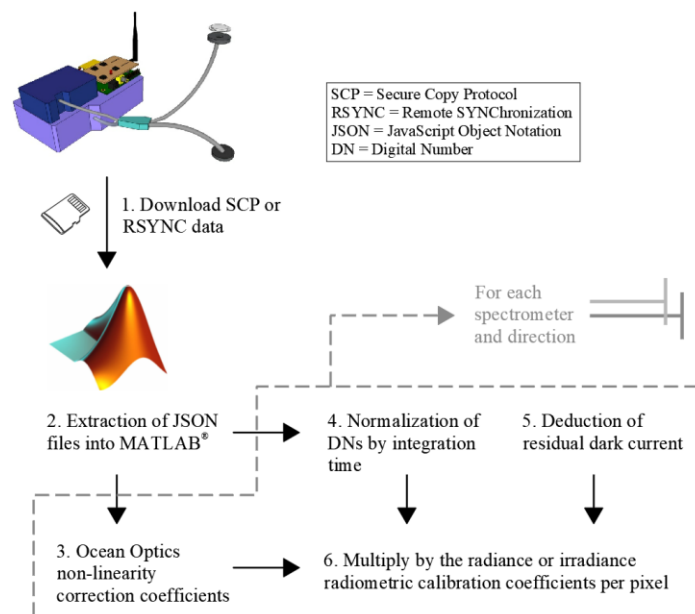 SCP = Secure Copy Protocol
RSYNC = Remote SYNChronization
JSON = JavaScript Object Notation
DN = Digital Number
1. Download SCP or
RSYNC data
For each
spectrometer
and direction
2. Extraction of JSON
files into MATLAB®
4. Normalization of
DNs by integration
time
5. Deduction of
residual dark current
3. Ocean Optics
non-linearity
correction coefficients
6. Multiply by the radiance or irradiance
radiometric calibration coefficients per pixel